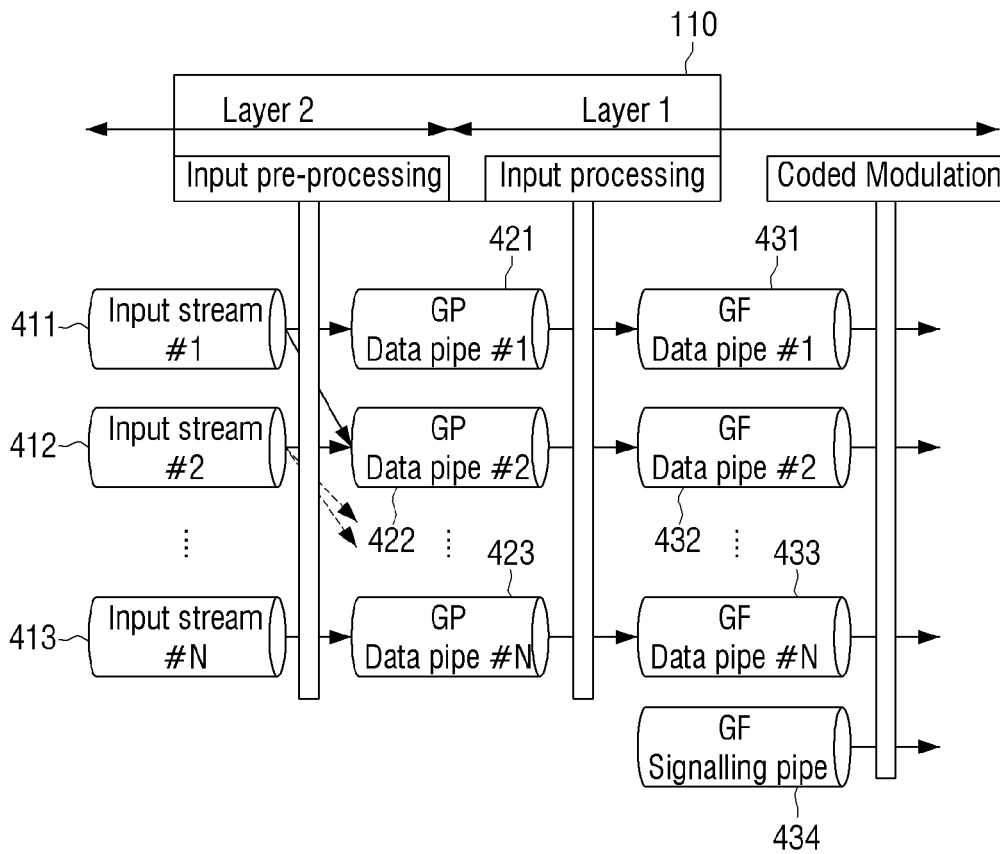 110
Layer 2
Layer 1
Input pre-processing
Input processing
Coded Modulation
421
431
411
Input stream
#1
GP
Data pipe #1
GF
Data pipe #1
412
Input stream
#2
GP
Data pipe #2
GF
Data pipe #2
422
432
423
433
413
Input stream
#N
GP
Data pipe #N
GF
Data pipe #N
GF
Signalling pipe
434